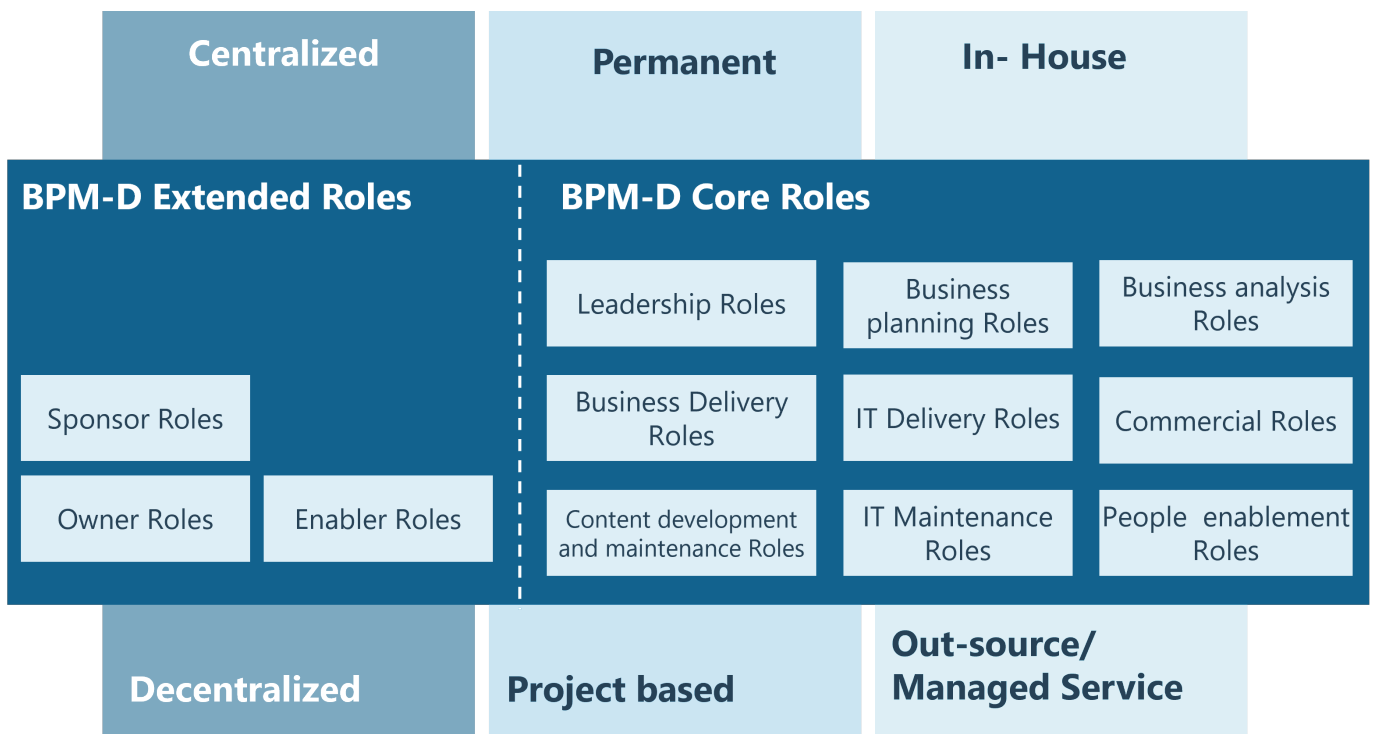 Centralized
Permanent
In- House
BPM-D Extended Roles
BPM-D Core Roles
Leadership Roles
Business
planning Roles
Business analysis
Roles
Sponsor Roles
Business Delivery
Roles
IT Delivery Roles
Commercial Roles
Owner Roles
Enabler Roles
Content development
and maintenance Roles
IT Maintenance
Roles
People enablement
Roles
Decentralized
Project based
Out-source/
Managed Service